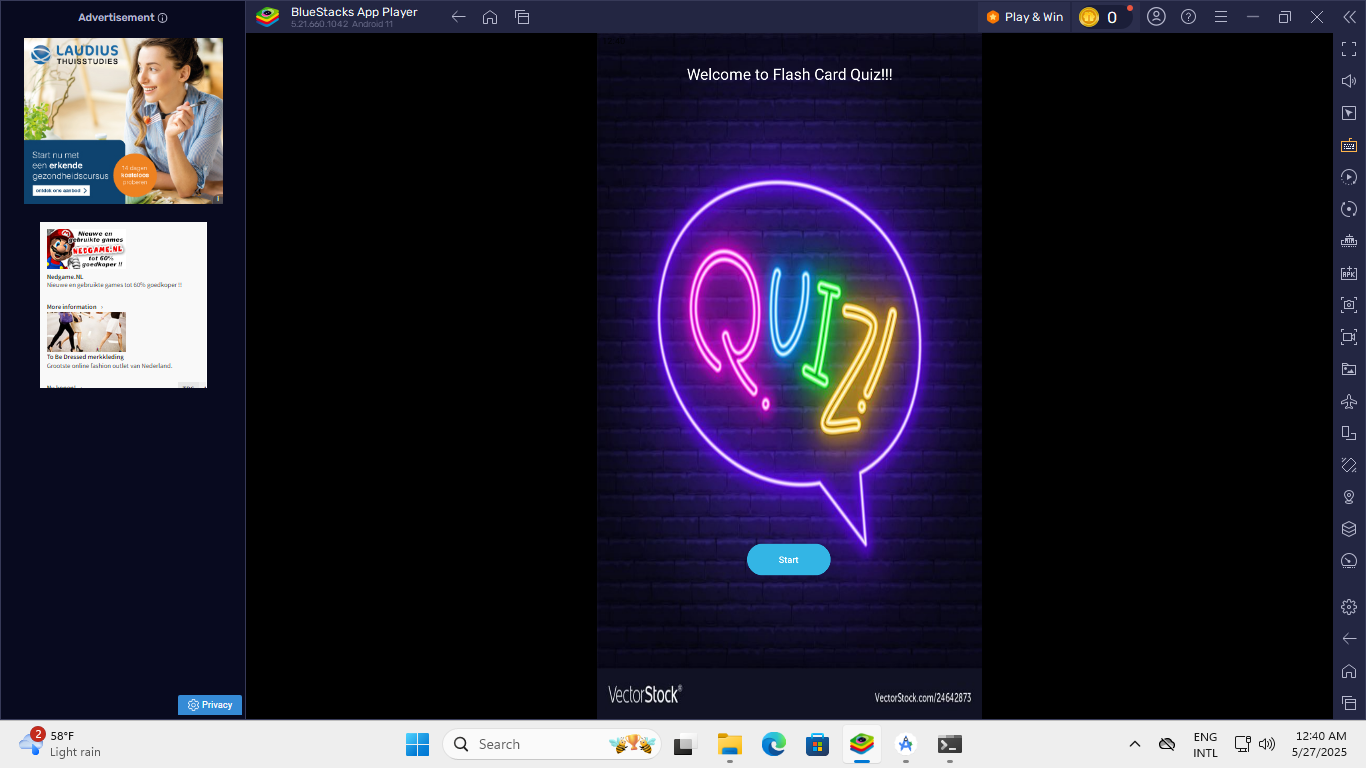 Advertisement
LAUDIUS
THUISSTUDIES
Start nu met
een erkende
gezondheidscursus
14 dagen
kosteloos
proberen
ontdek ons aanbod
Nieuwe en
gebruikte games
NEDGAME.NL
tot 60%
goedkoper !!
Nedgame.NL
Nieuwe en gebruikte games tot 60% goedkoper!!
More information
To Be Dressed merkkleding
Grootste online fashion outlet van Nederland.
Privacy
BlueStacks App Player
5.21.660.1042 Android 11
Play & Win
0
Welcome to Flash Card Quiz!!!
QUIZ!
Start
VectorStock®
VectorStock.com/24642873
APK
2
58°F
Light rain
Search
ENG
INTL
12:40 AM
5/27/2025